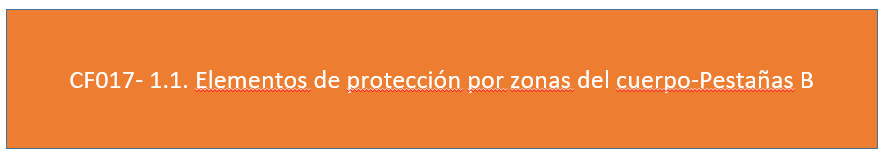 CF017- 1.1. Elementos de protección por zonas del cuerpo-Pestañas B